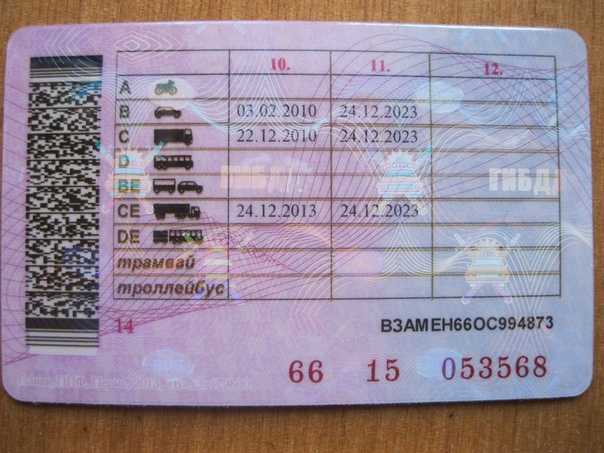 10. 11. 12.
A
B 03.02.2010 24.12.2023
C 22.12.2010 24.12.2023
D
BE
CE 24.12.2013 24.12.2023
DE
трамвай
троллейбус
ГИБДД
14 ВЗАМЕН66ОС994873
66 15 053568